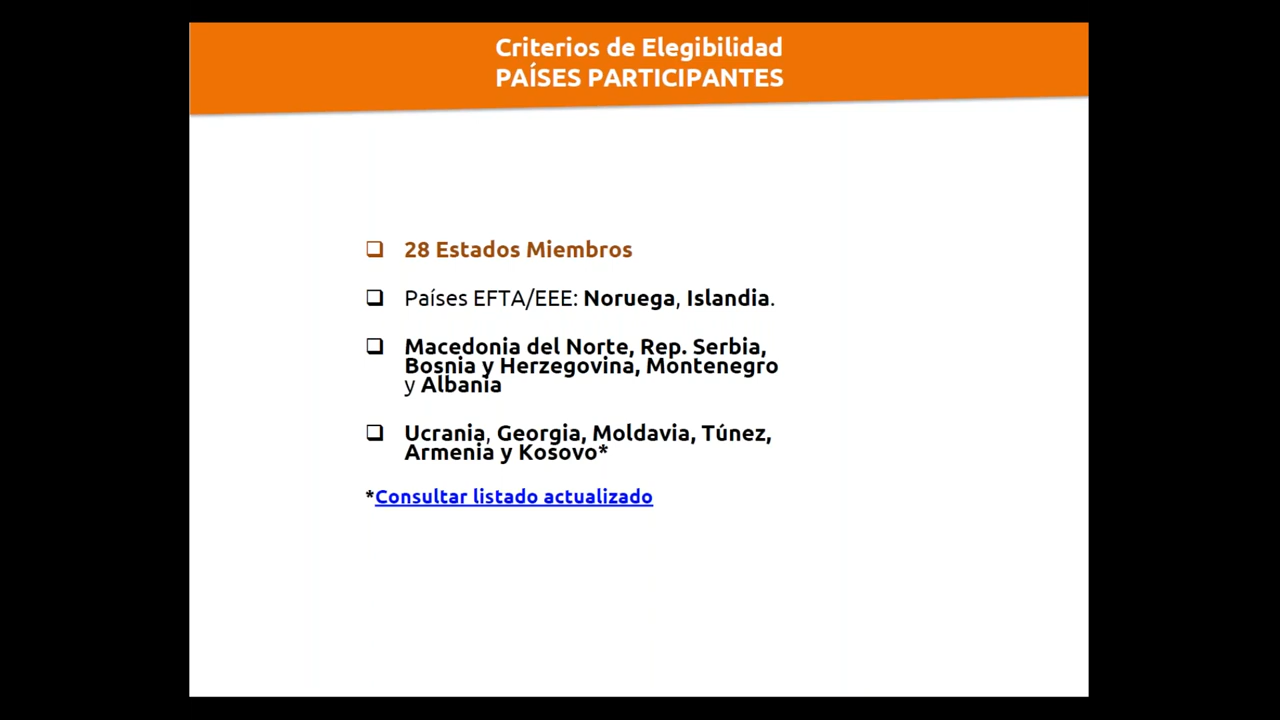 Criterios de Elegibilidad
PAÍSES PARTICIPANTES
❑ 28 Estados Miembros
❑ Países EFTA/EEE: Noruega, Islandia.
❑ Macedonia del Norte, Rep. Serbia,
Bosnia y Herzegovina, Montenegro
y Albania
❑ Ucrania, Georgia, Moldavia, Túnez,
Armenia y Kosovo*
*Consultar listado actualizado